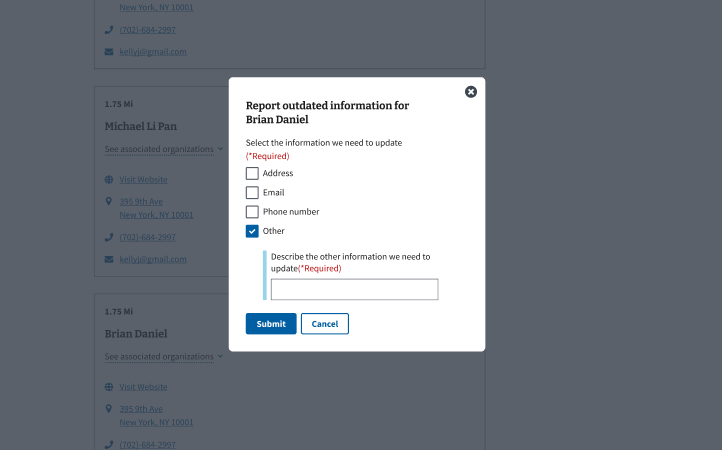 New York, NY 10001
(702)-684-2997
kellyj@gmail.com
1.75 Mi
Michael Li Pan
See associated organizations
Visit Website
395 9th Ave
New York, NY 10001
(702)-684-2997
kellyj@gmail.com
1.75 Mi
Brian Daniel
See associated organizations
Visit Website
395 9th Ave
New York, NY 10001
(702)-684-2997
Report outdated information for
Brian Daniel
Select the information we need to update
(*Required)
Address
Email
Phone number
Other
Describe the other information we need to
update(*Required)
Submit
Cancel